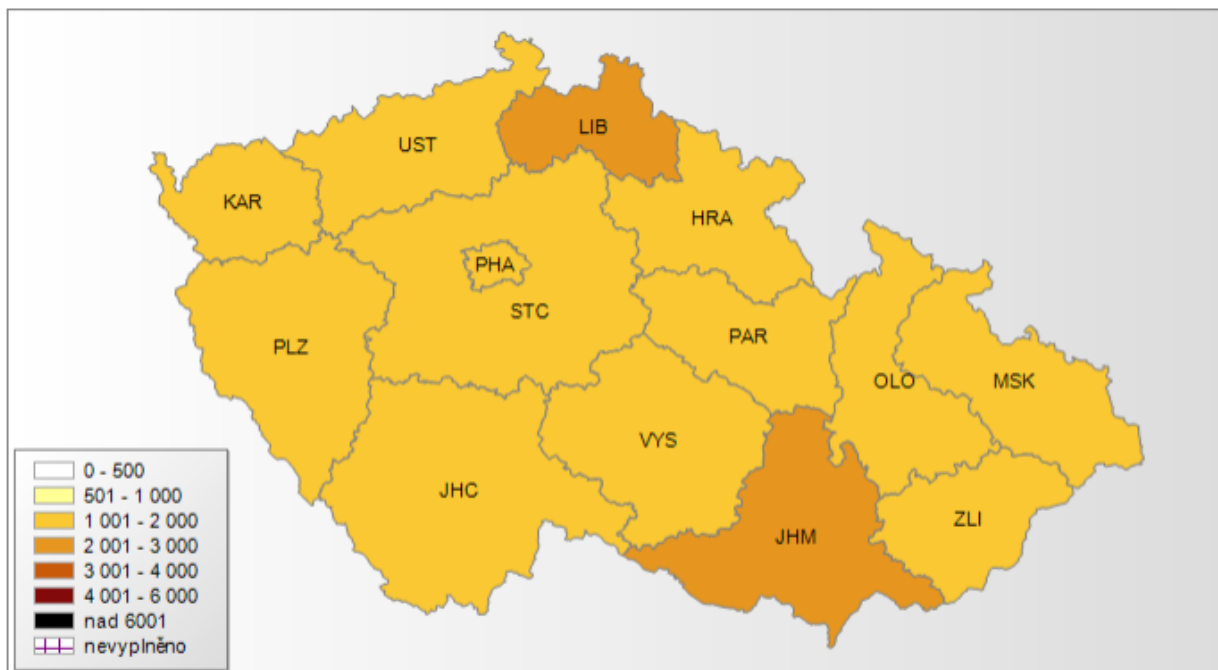 LIB
UST
KAR
HRA
PHA
STC
PAR
PLZ
OLO
MSK
VYS
JHC
ZLI
JHM
0 - 500
501 - 1 000
1 001 - 2 000
2 001 - 3 000
3 001 - 4 000
4 001 - 6 000
nad 6001
nevyplněno